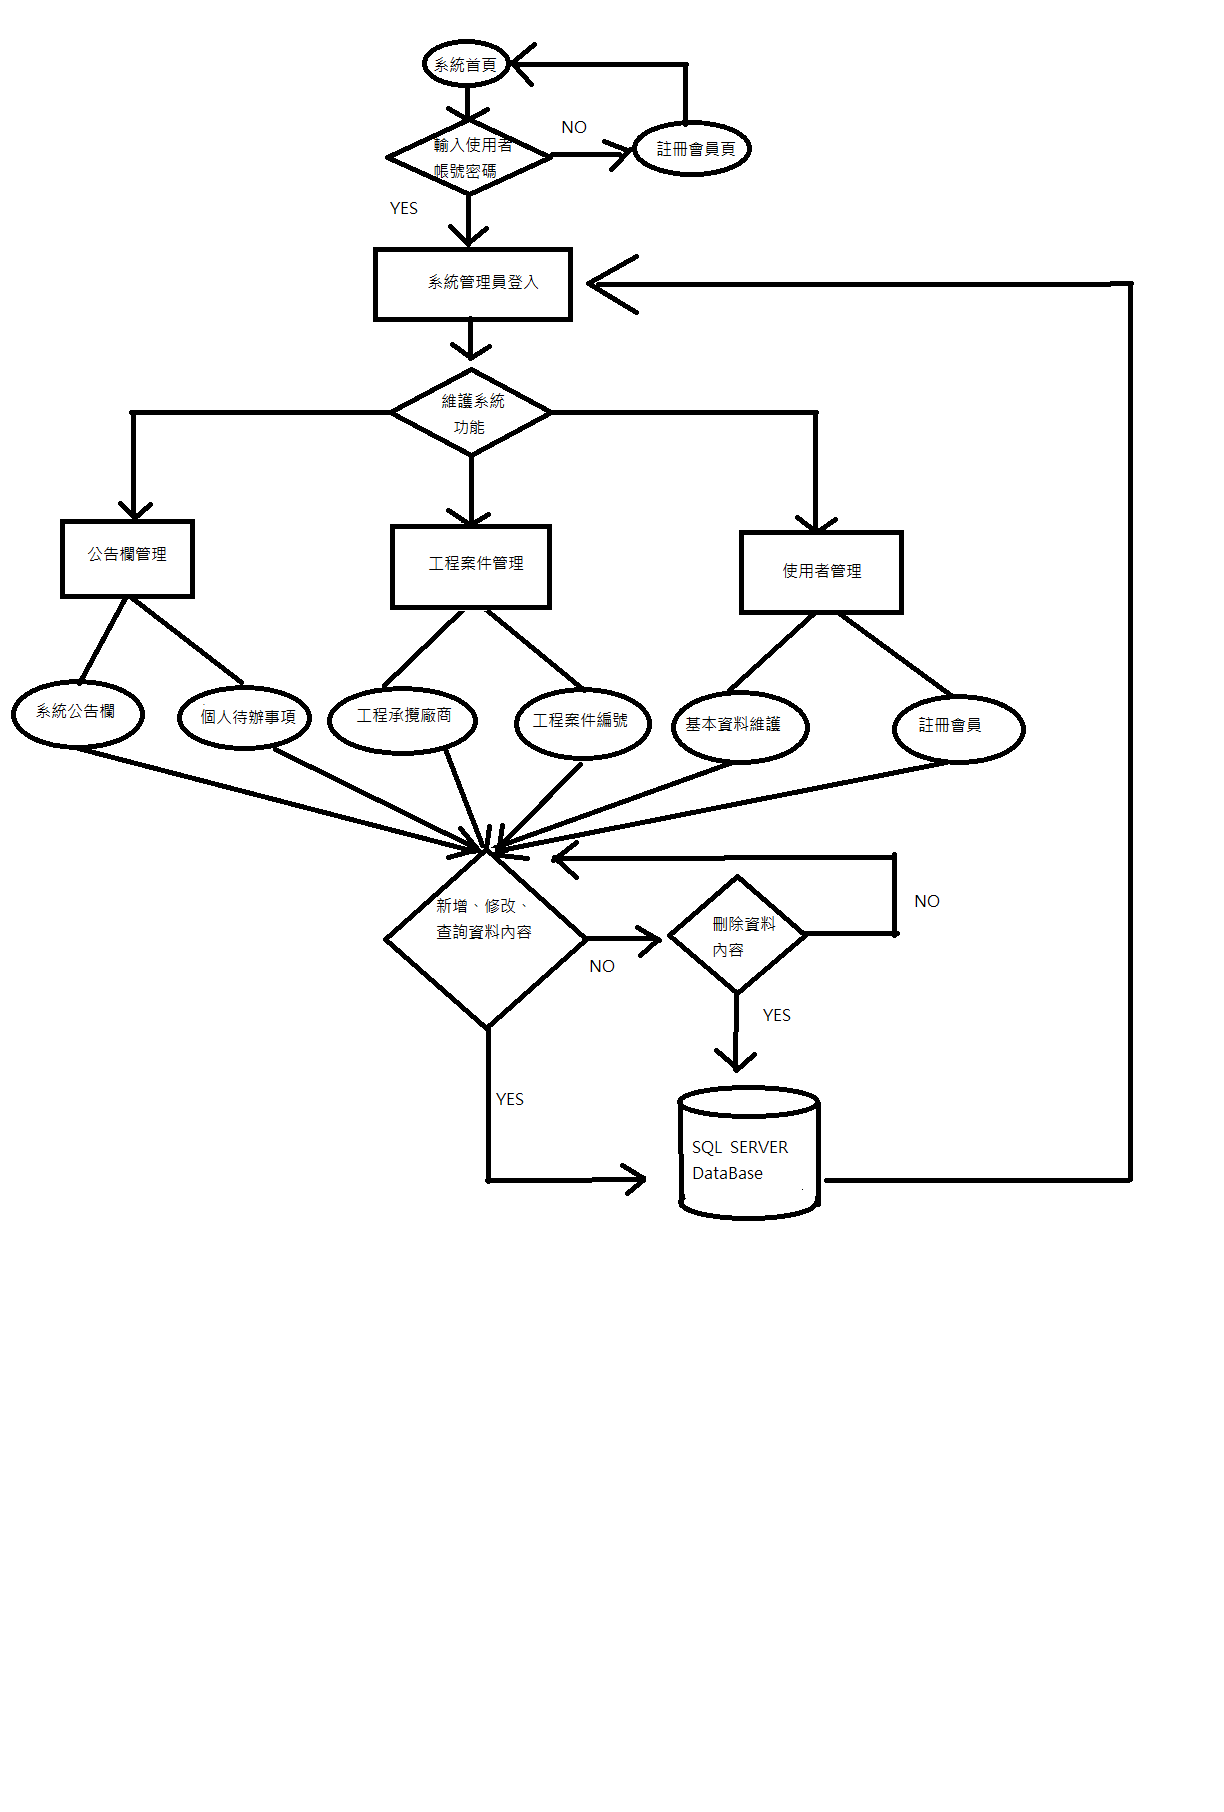 系統首頁
輸入使用者
帳號密碼
NO
註冊會員頁
YES
系統管理員登入
維護系統
功能
公告欄管理
工程案件管理
使用者管理
系統公告欄
個人待辦事項
工程承攬廠商
工程案件編號
基本資料維護
註冊會員
新增、修改、
查詢資料內容
NO
刪除資料
內容
NO
YES
YES
SQL SERVER
DataBase